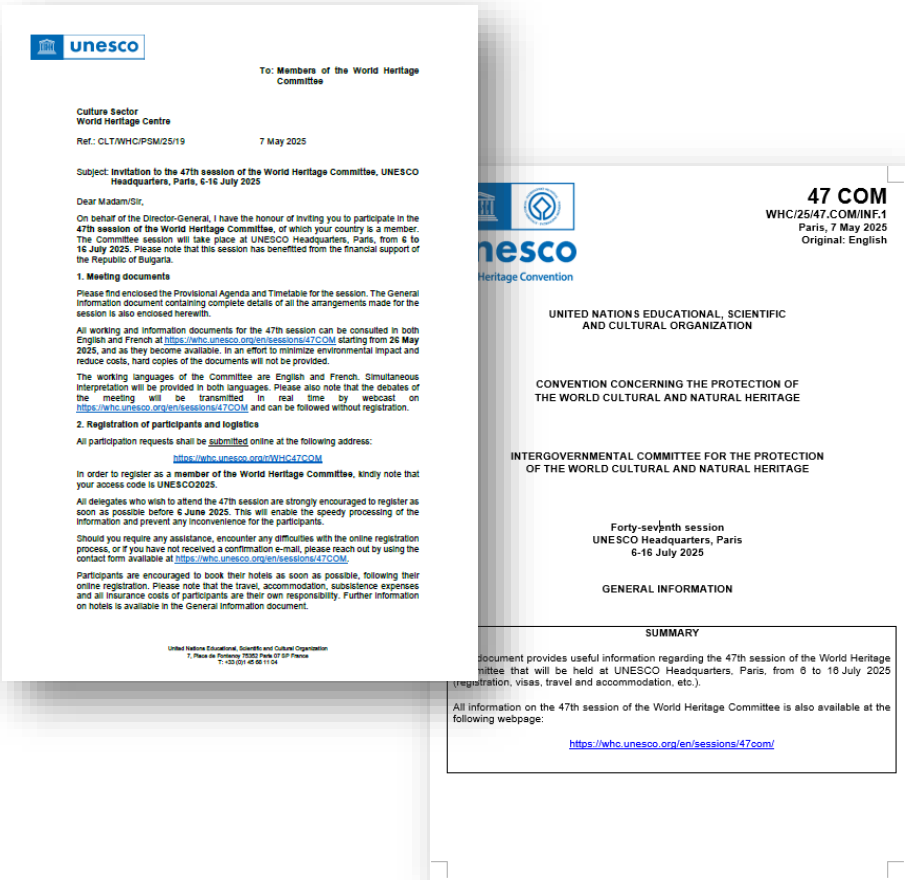 unesco
To: Members of the World Heritage
Committee
Culture Sector
World Heritage Centre
Ref.: CLT/WHC/PSM/25/19 7 May 2025
Subject: Invitation to the 47th session of the World Heritage Committee, UNESCO
Headquarters, Paris, 6-16 July 2025
Dear Madam/Sir,
On behalf of the Director-General, I have the honour of inviting you to participate in the
47th session of the World Heritage Committee, of which your country is a member.
The Committee session will take place at UNESCO Headquarters, Paris, from 6 to
16 July 2025. Please note that this session has benefitted from the financial support of
the Republic of Bulgaria.
1. Meeting documents
Please find enclosed the Provisional Agenda and Timetable for the session. The General
Information document containing complete details of all the arrangements made for the
session is also enclosed herewith.
All working and information documents for the 47th session can be consulted in both
English and French at https://whc.unesco.org/en/sessions/47COM starting from 26 May
2025, and as they become available. In an effort to minimize environmental impact and
reduce costs, hard copies of the documents will not be provided.
The working languages of the Committee are English and French. Simultaneous
interpretation will be provided in both languages. Please also note that the debates of
the meeting will be transmitted in real time by webcast on
https://whc.unesco.org/en/sessions/47COM and can be followed without registration.
2. Registration of participants and logistics
All participation requests shall be submitted online at the following address:
https://whc.unesco.org/r/WHC47COM
In order to register as a member of the World Heritage Committee, kindly note that
your access code is UNESCO2025.
All delegates who wish to attend the 47th session are strongly encouraged to register as
soon as possible before 6 June 2025. This will enable the speedy processing of the
information and prevent any inconvenience for the participants.
Should you require any assistance, encounter any difficulties with the online registration
process, or if you have not received a confirmation e-mail, please reach out by using the
contact form available at https://whc.unesco.org/en/sessions/47COM.
Participants are encouraged to book their hotels as soon as possible, following their
online registration. Please note that the travel, accommodation, subsistence expenses
and all insurance costs of participants are their own responsibility. Further information
on hotels is available in the General Information document.
United Nations Educational, Scientific and Cultural Organization
7, Place de Fontenoy 75352 Paris 07 SP France
T: +33 (0)1 45 68 11 04
nesco
Heritage Convention
47 COM
WHC/25/47.COM/INF.1
Paris, 7 May 2025
Original: English
UNITED NATIONS EDUCATIONAL, SCIENTIFIC
AND CULTURAL ORGANIZATION
CONVENTION CONCERNING THE PROTECTION OF
THE WORLD CULTURAL AND NATURAL HERITAGE
INTERGOVERNMENTAL COMMITTEE FOR THE PROTECTION
OF THE WORLD CULTURAL AND NATURAL HERITAGE
Forty-seventh session
UNESCO Headquarters, Paris
6-16 July 2025
GENERAL INFORMATION
SUMMARY
document provides useful information regarding the 47th session of the World Heritage
mittee that will be held at UNESCO Headquarters, Paris, from 6 to 16 July 2025
(registration, visas, travel and accommodation, etc.).
All information on the 47th session of the World Heritage Committee is also available at the
following webpage:
https://whc.unesco.org/en/sessions/47com/